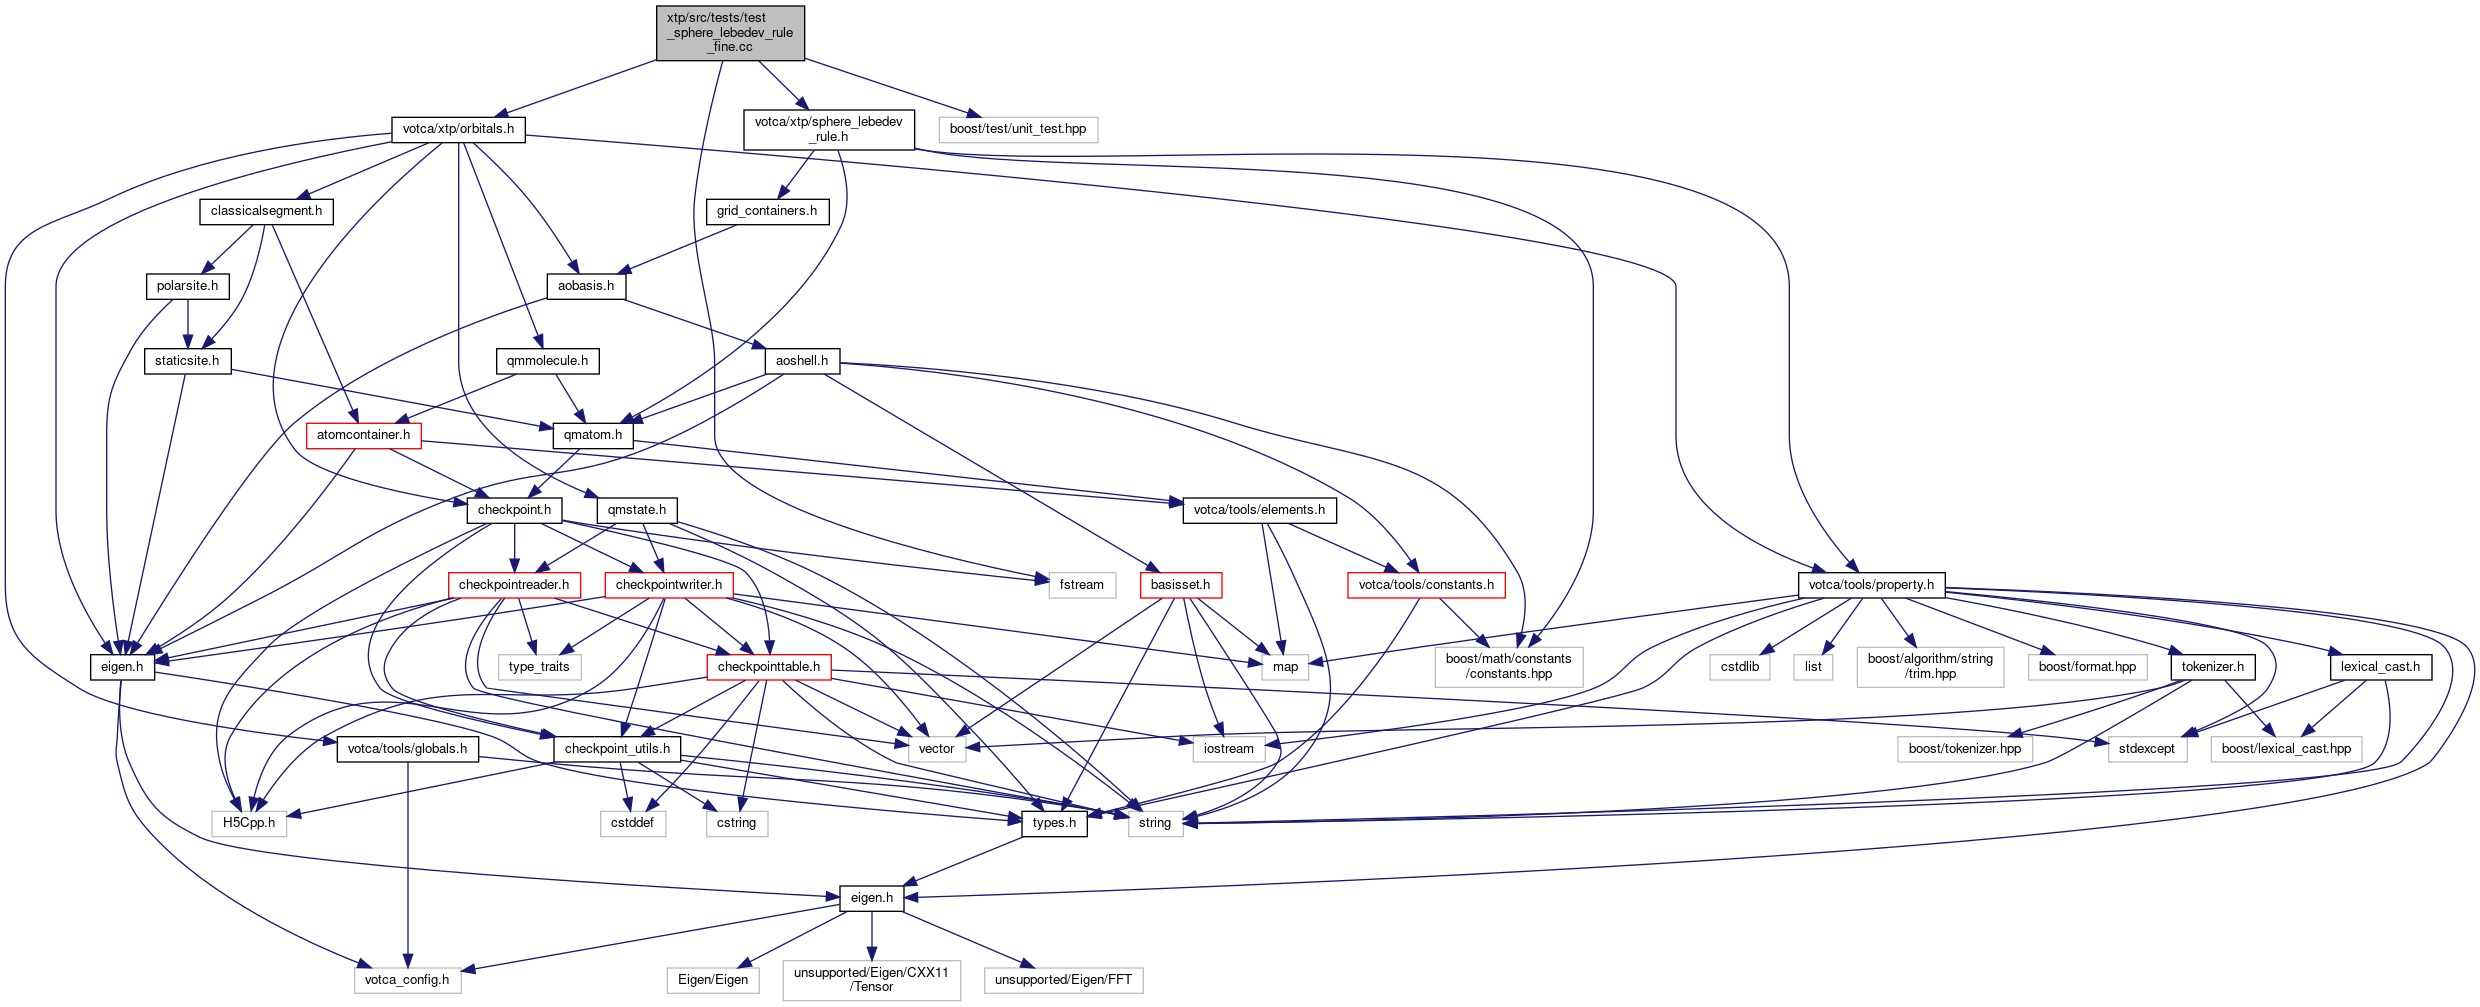 xtp/src/tests/test
_sphere_lebedev_rule
_fine.cc
votca/xtp/orbitals.h
votca/xtp/sphere_lebedev
_rule.h
boost/test/unit_test.hpp
classicalsegment.h
grid_containers.h
polarsite.h
aobasis.h
staticsite.h
qmmolecule.h
aoshell.h
atomcontainer.h
qmatom.h
checkpoint.h
qmstate.h
votca/tools/elements.h
checkpointreader.h
checkpointwriter.h
fstream
basisset.h
votca/tools/constants.h
votca/tools/property.h
eigen.h
type_traits
checkpointtable.h
map
boost/math/constants
/constants.hpp
cstdlib
list
boost/algorithm/string
/trim.hpp
boost/format.hpp
tokenizer.h
lexical_cast.h
votca/tools/globals.h
checkpoint_utils.h
vector
iostream
boost/tokenizer.hpp
stdexcept
boost/lexical_cast.hpp
H5Cpp.h
cstddef
cstring
types.h
string
eigen.h
votca_config.h
Eigen/Eigen
unsupported/Eigen/CXX11
/Tensor
unsupported/Eigen/FFT